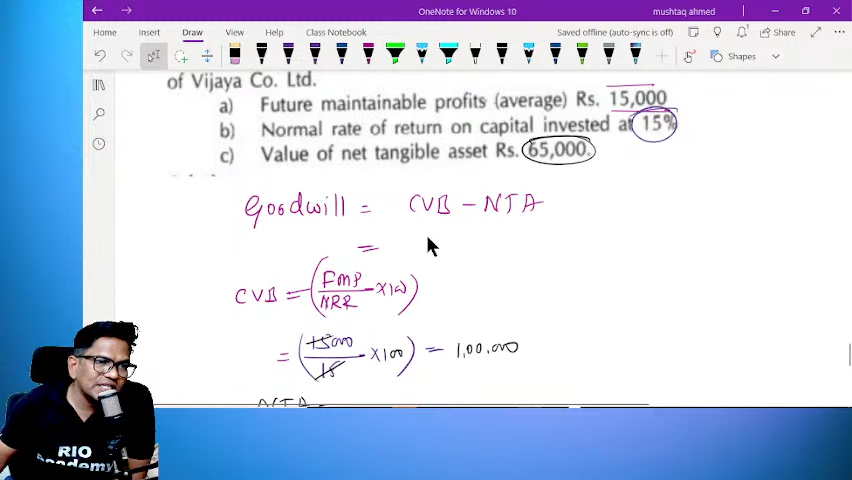 OneNote for Windows 10
mushtaq ahmed
Home Insert Draw View Help Class Notebook
Saved offline (auto-sync is off)
Share
Shapes
of Vijaya Co. Ltd.
a) Future maintainable profits (average) Rs. 15,000
b) Normal rate of return on capital invested at 15%
c) Value of net tangible asset Rs. 65,000.
Goodwill = CVB - NTA
=
CVB = (FMP/NRR × 100)
= (15000/15 × 100) = 1,00,000
NTA =
RIO
Academy